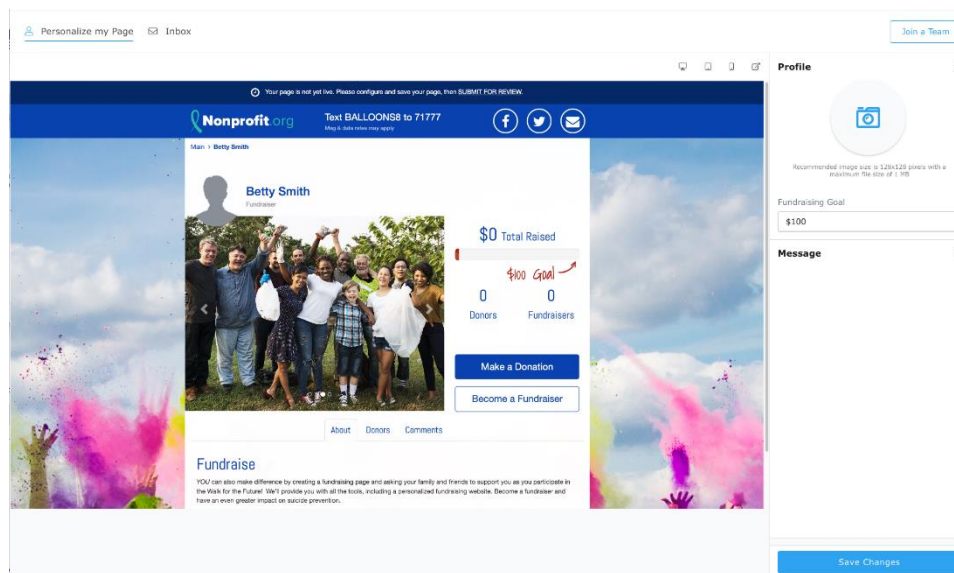 Personalize my Page Inbox Join a Team
Your page is not yet live. Please configure and save your page, then SUBMIT FOR REVIEW.
Nonprofit.org
Text BALLOONS8 to 71777
Msg & data rates may apply
Main > Betty Smith
Betty Smith
Fundraiser
$0 Total Raised
$100 Goal
0 0
Donors Fundraisers
Make a Donation
Become a Fundraiser
About Donors Comments
Fundraise
YOU can also make difference by creating a fundraising page and asking your family and friends to support you as you participate in
the Walk for the Future! We'll provide you with all the tools, including a personalized fundraising website. Become a fundraiser and
have an even greater impact on suicide prevention.
Profile
Recommended image size is 128x128 pixels with a
maximum file size of 1 MB
Fundraising Goal
$100
Message
Save Changes